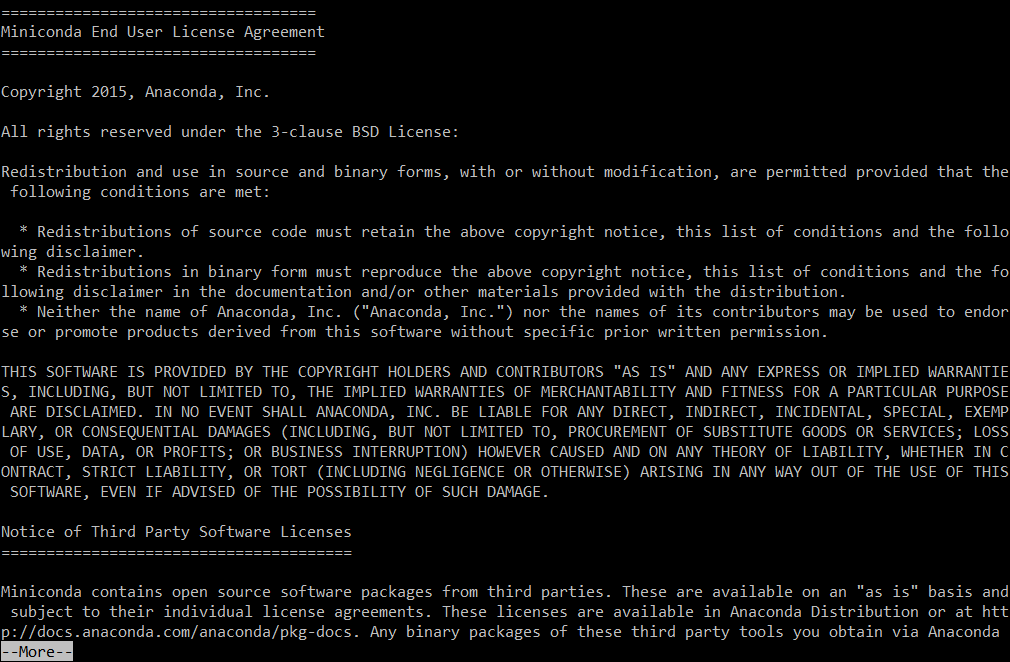 ===================================
Miniconda End User License Agreement
===================================

Copyright 2015, Anaconda, Inc.

All rights reserved under the 3-clause BSD License:

Redistribution and use in source and binary forms, with or without modification, are permitted provided that the
 following conditions are met:

  * Redistributions of source code must retain the above copyright notice, this list of conditions and the follo
wing disclaimer.
  * Redistributions in binary form must reproduce the above copyright notice, this list of conditions and the fo
llowing disclaimer in the documentation and/or other materials provided with the distribution.
  * Neither the name of Anaconda, Inc. ("Anaconda, Inc.") nor the names of its contributors may be used to endor
se or promote products derived from this software without specific prior written permission.

THIS SOFTWARE IS PROVIDED BY THE COPYRIGHT HOLDERS AND CONTRIBUTORS "AS IS" AND ANY EXPRESS OR IMPLIED WARRANTIE
S, INCLUDING, BUT NOT LIMITED TO, THE IMPLIED WARRANTIES OF MERCHANTABILITY AND FITNESS FOR A PARTICULAR PURPOSE
 ARE DISCLAIMED. IN NO EVENT SHALL ANACONDA, INC. BE LIABLE FOR ANY DIRECT, INDIRECT, INCIDENTAL, SPECIAL, EXEMP
LARY, OR CONSEQUENTIAL DAMAGES (INCLUDING, BUT NOT LIMITED TO, PROCUREMENT OF SUBSTITUTE GOODS OR SERVICES; LOSS
 OF USE, DATA, OR PROFITS; OR BUSINESS INTERRUPTION) HOWEVER CAUSED AND ON ANY THEORY OF LIABILITY, WHETHER IN C
ONTRACT, STRICT LIABILITY, OR TORT (INCLUDING NEGLIGENCE OR OTHERWISE) ARISING IN ANY WAY OUT OF THE USE OF THIS
 SOFTWARE, EVEN IF ADVISED OF THE POSSIBILITY OF SUCH DAMAGE.

Notice of Third Party Software Licenses
=======================================

Miniconda contains open source software packages from third parties. These are available on an "as is" basis and
 subject to their individual license agreements. These licenses are available in Anaconda Distribution or at htt
p://docs.anaconda.com/anaconda/pkg-docs. Any binary packages of these third party tools you obtain via Anaconda
--More--